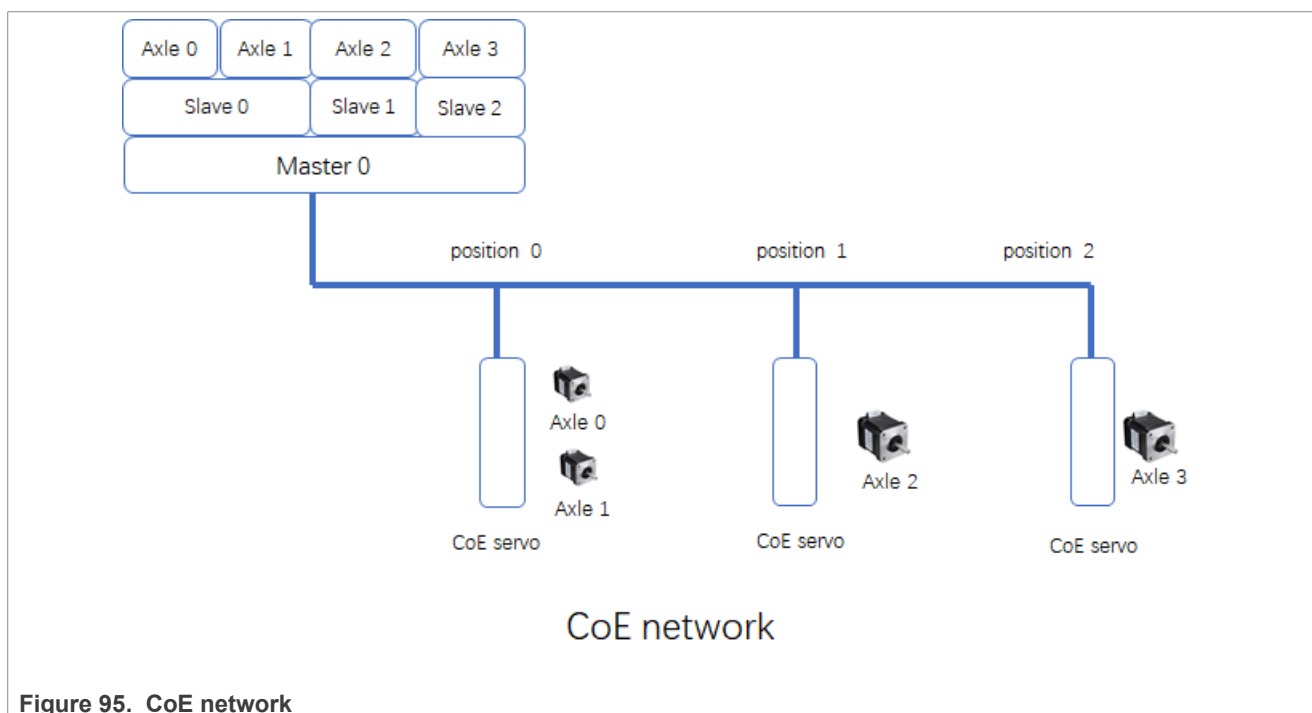 Axle 0 Axle 1 Axle 2 Axle 3
Slave 0 Slave 1 Slave 2
Master 0
position 0 position 1 position 2
Axle 0
Axle 1
Axle 2
Axle 3
CoE servo CoE servo CoE servo
CoE network
Figure 95. CoE network